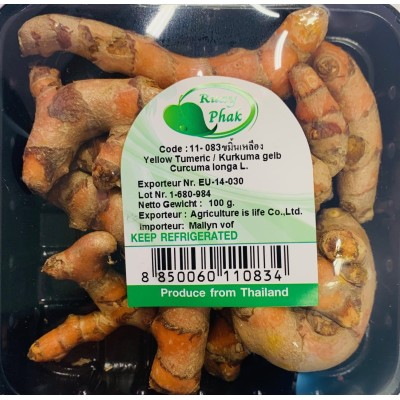 Ruay
Phak
Code : 11- 083ขมิ้นเหลือง
Yellow Tumeric / Kurkuma gelb
Curcuma longa L.
Exporteur Nr. EU-14-030
Lot Nr. 1-680-984
Netto Gewicht : 100 g.
Exporteur : Agriculture is life Co.,Ltd.
Importeur: Mallyn vof
KEEP REFRIGERATED
8 850060 110834
Produce from Thailand